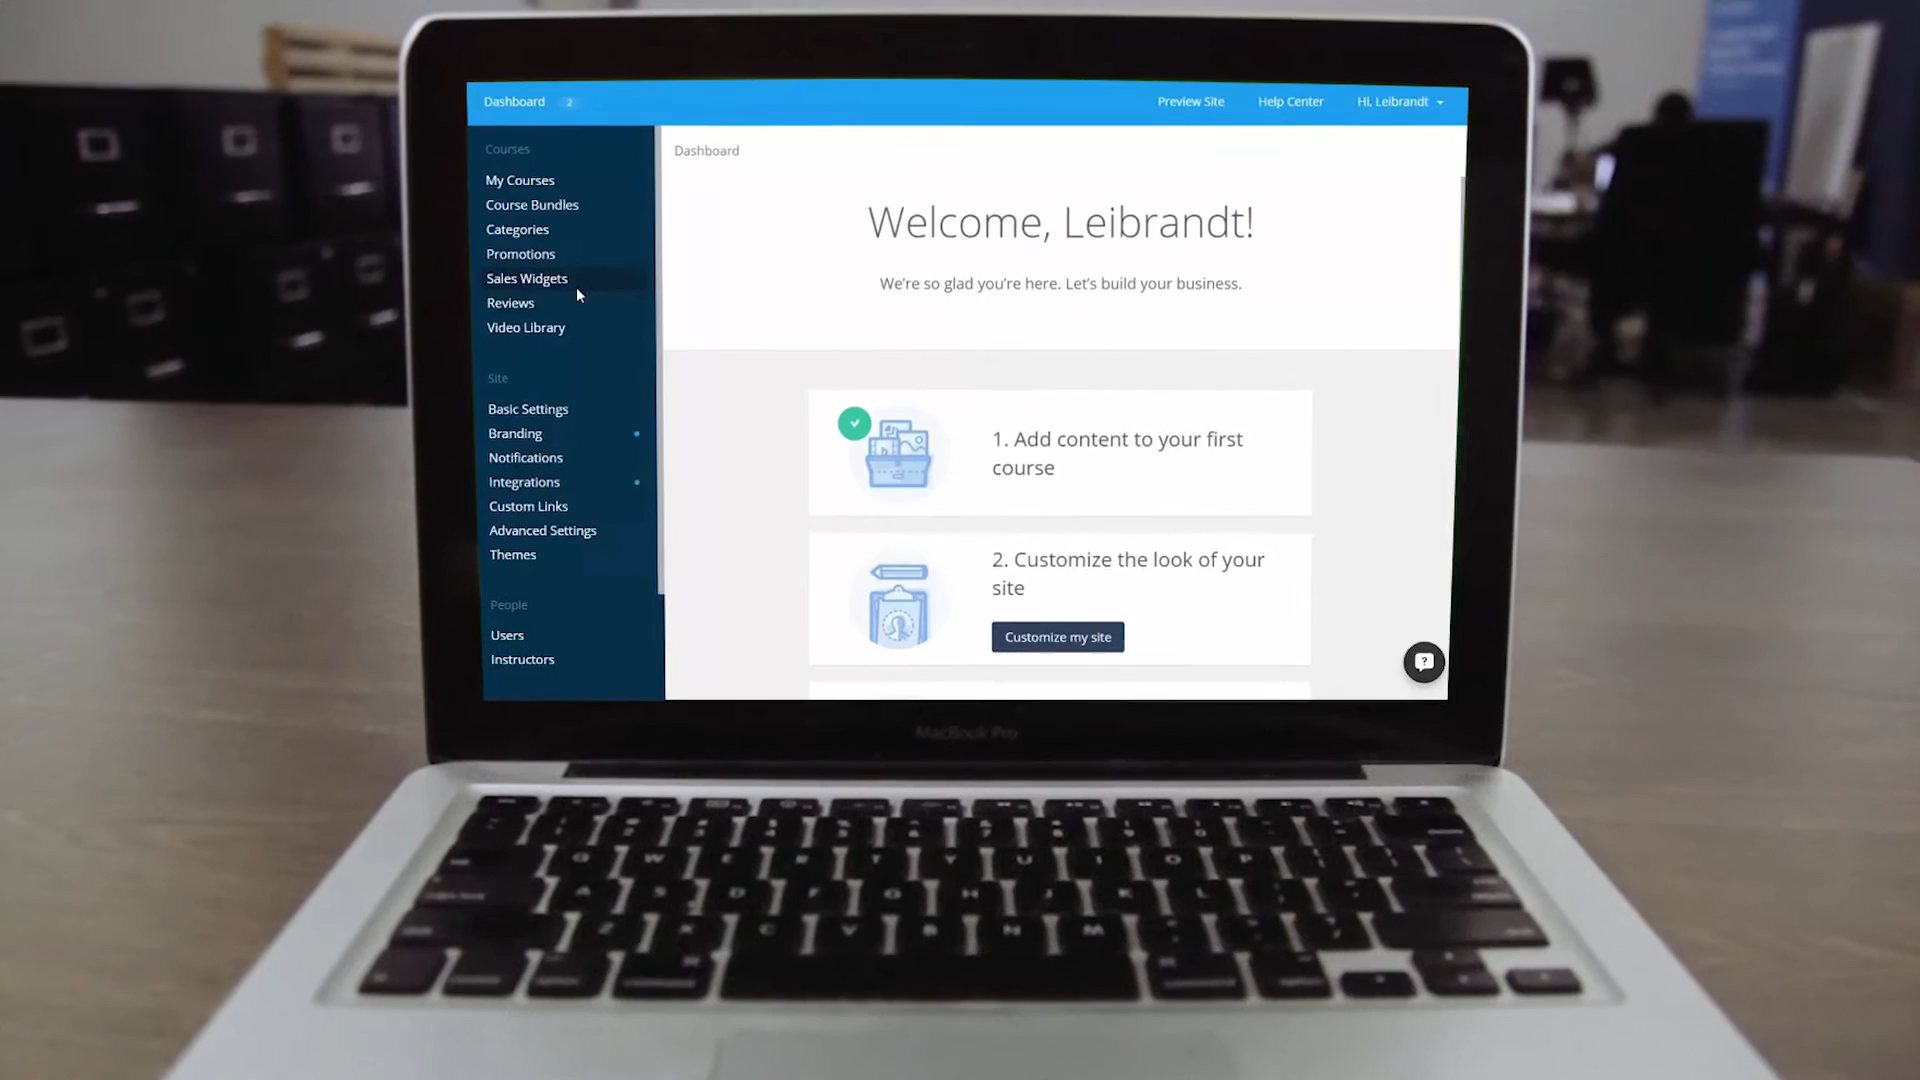 Dashboard 2
Preview Site
Help Center
Hi, Leibrandt
Courses
My Courses
Course Bundles
Categories
Promotions
Sales Widgets
Reviews
Video Library
Site
Basic Settings
Branding
Notifications
Integrations
Custom Links
Advanced Settings
Themes
People
Users
Instructors
Dashboard
Welcome, Leibrandt!
We're so glad you're here. Let's build your business.
1. Add content to your first
course
2. Customize the look of your
site
Customize my site
?
MacBook Pro
Q W E R T Y U I O P
A S D F G H J K L
Z X C V B N M